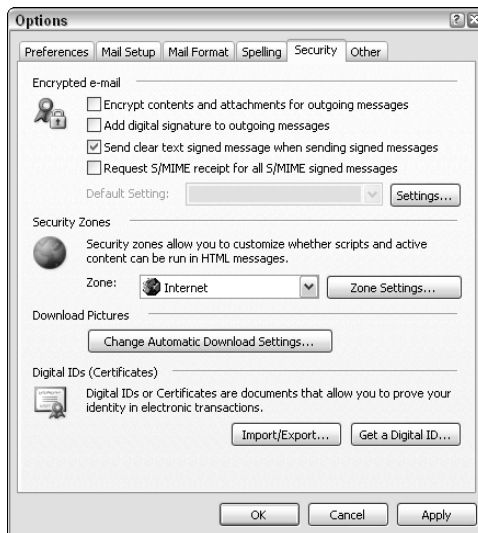 Options
Preferences Mail Setup Mail Format Spelling Security Other
Encrypted e-mail
Encrypt contents and attachments for outgoing messages
Add digital signature to outgoing messages
Send clear text signed message when sending signed messages
Request S/MIME receipt for all S/MIME signed messages
Default Setting: Settings...
Security Zones
Security zones allow you to customize whether scripts and active
content can be run in HTML messages.
Zone: Internet Zone Settings...
Download Pictures
Change Automatic Download Settings...
Digital IDs (Certificates)
Digital IDs or Certificates are documents that allow you to prove your
identity in electronic transactions.
Import/Export... Get a Digital ID...
OK Cancel Apply